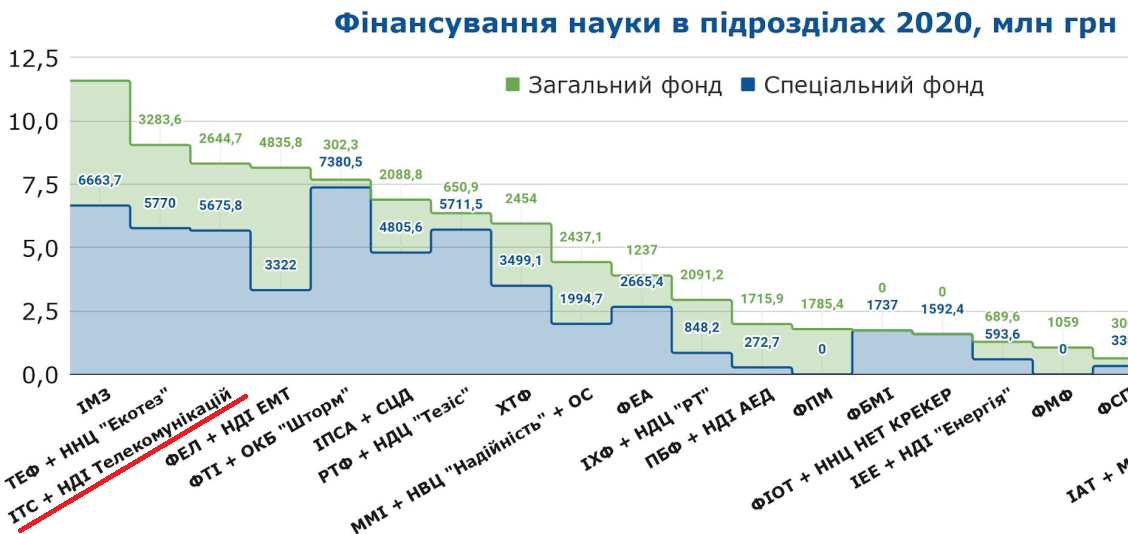 Фінансування науки в підрозділах 2020, млн грн
Загальний фонд Спеціальний фонд
12,5
10,0
7,5
5,0
2,5
0,0
3283,6
2644,7
4835,8
302,3
2088,8
650,9
2454
2437,1
1237
2091,2
1715,9
1785,4
0
0
689,6
1059
6663,7
5770
5675,8
3322
7380,5
4805,6
5711,5
3499,1
1994,7
2665,4
848,2
272,7
0
1737
1592,4
593,6
0
ІМЗ
ТЕФ + ННЦ "Екотез"
ІТС + НДІ Телекомунікацій
ФЕЛ + НДІ ЕМТ
ФТІ + ОКБ "Шторм"
ІПСА + СЦД
РТФ + НДЦ "Тезіс"
ХТФ
ММІ + НВЦ "Надійність" + ОС
ФЕА
ІХФ + НДЦ "РТ"
ПБФ + НДІ АЕД
ФПМ
ФБМІ
ФІОТ + ННЦ НЕТ КРЕКЕР
ІЕЕ + НДІ "Енергія"
ФМФ
ІАТ +